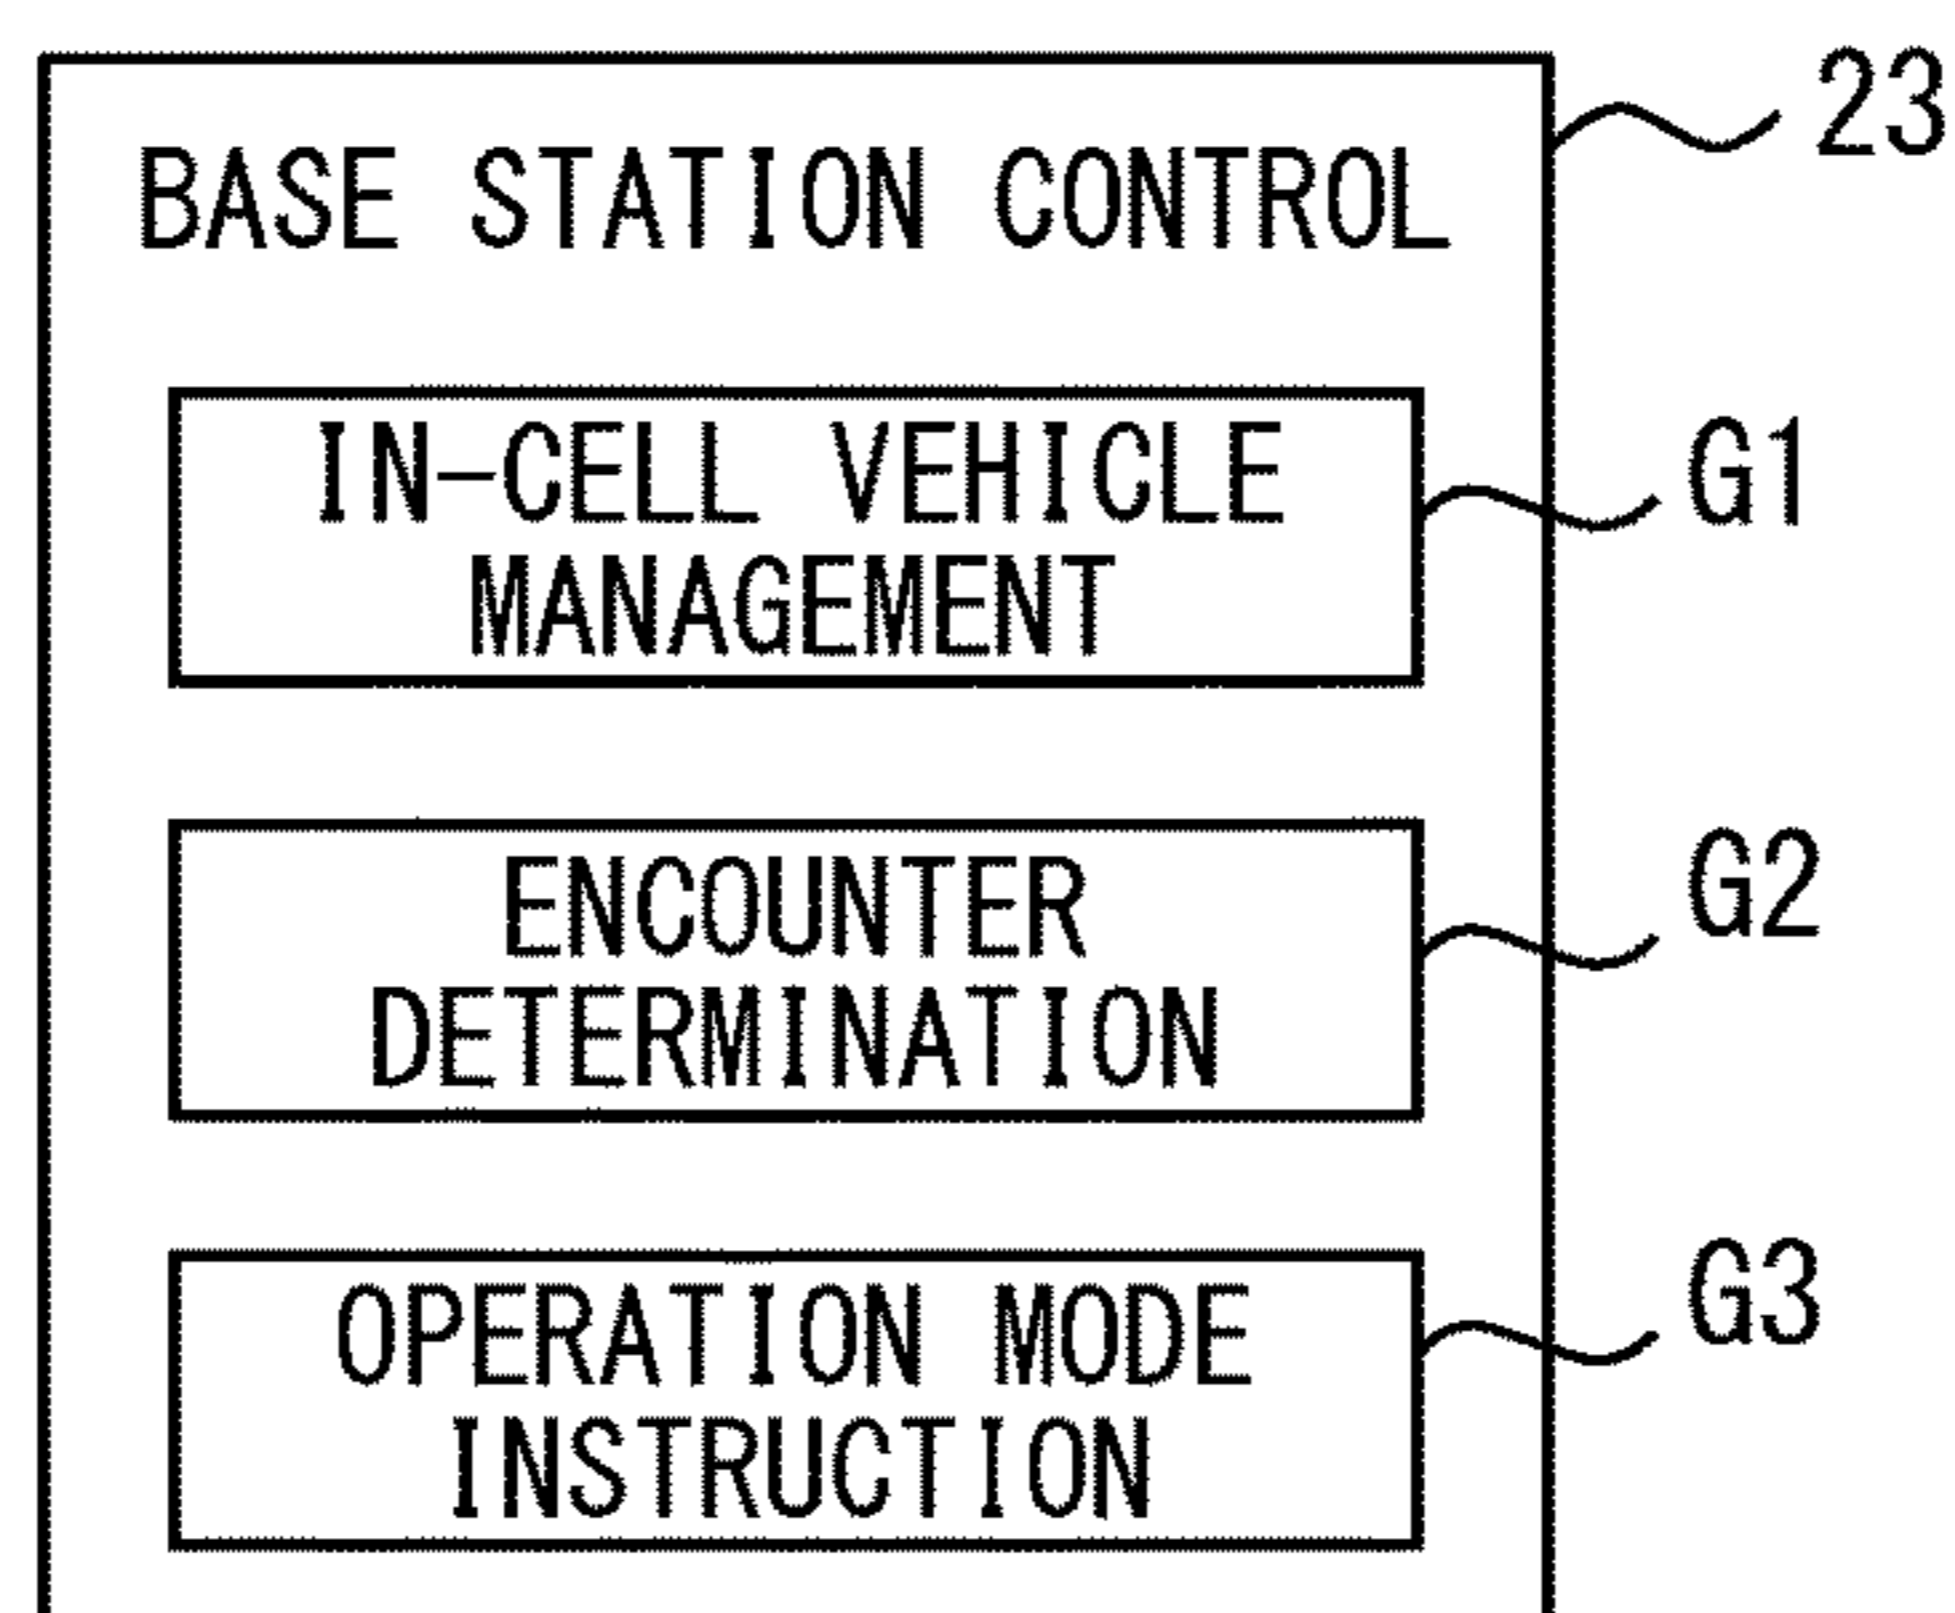 BASE STATION CONTROL
23
IN-CELL VEHICLE
MANAGEMENT
G1
ENCOUNTER
DETERMINATION
G2
OPERATION MODE
INSTRUCTION
G3